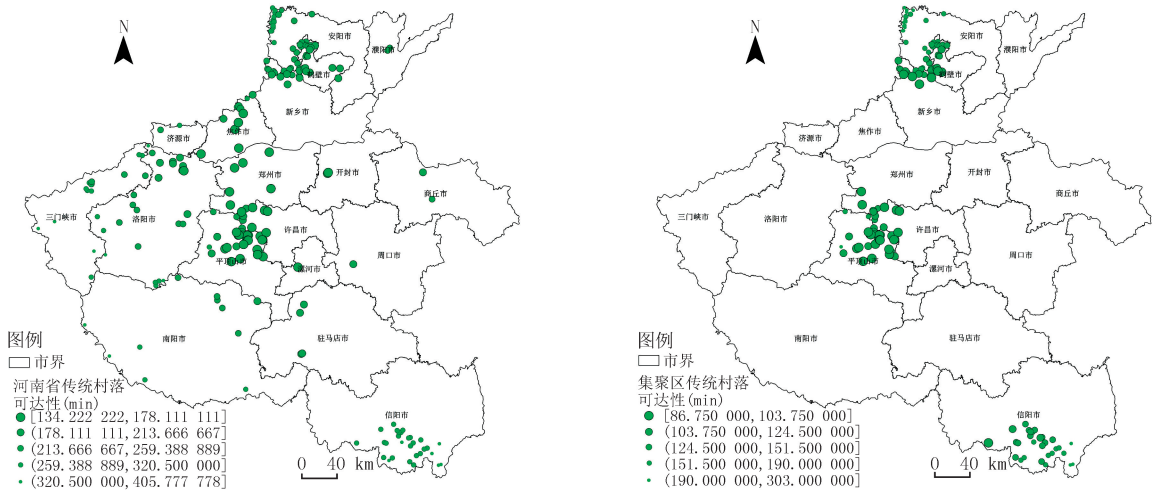 安阳市
濮阳市
鹤壁市
新乡市
焦作市
济源市
郑州市
开封市
商丘市
三门峡市
洛阳市
许昌市
平顶山市
漯河市
周口市
南阳市
驻马店市
信阳市
图例
市界
河南省传统村落
可达性(min)
[134.222 222,178.111 111]
(178.111 111,213.666 667]
(213.666 667,259.388 889]
(259.388 889,320.500 000]
(320.500 000,405.777 778]
0 40 km
安阳市
濮阳市
鹤壁市
新乡市
焦作市
济源市
郑州市
开封市
商丘市
三门峡市
洛阳市
许昌市
平顶山市
漯河市
周口市
南阳市
驻马店市
信阳市
图例
市界
集聚区传统村落
可达性(min)
[86.750 000,103.750 000]
(103.750 000,124.500 000]
(124.500 000,151.500 000]
(151.500 000,190.000 000]
(190.000 000,303.000 000]
0 40 km